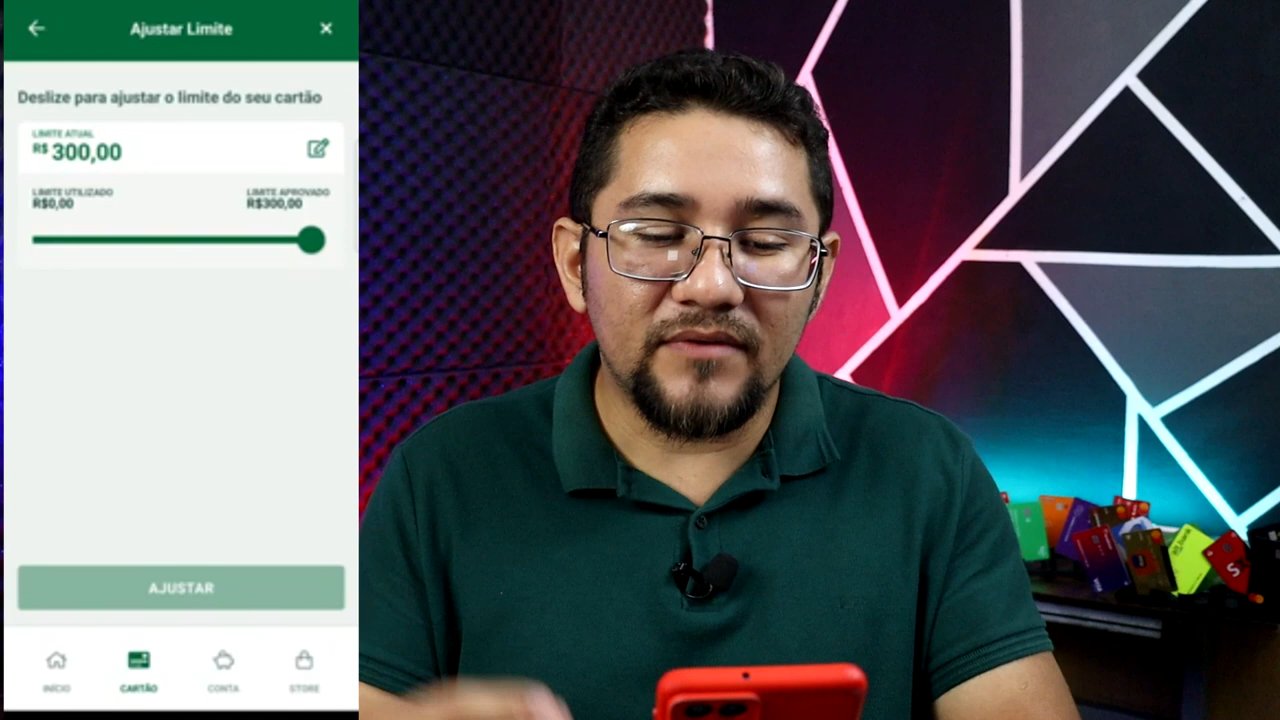 Ajustar Limite
Deslize para ajustar o limite do seu cartão
LIMITE ATUAL
R$ 300,00
LIMITE UTILIZADO
LIMITE APROVADO
R$0,00
R$300,00
AJUSTAR
INÍCIO
CARTÃO
CONTA
STORE